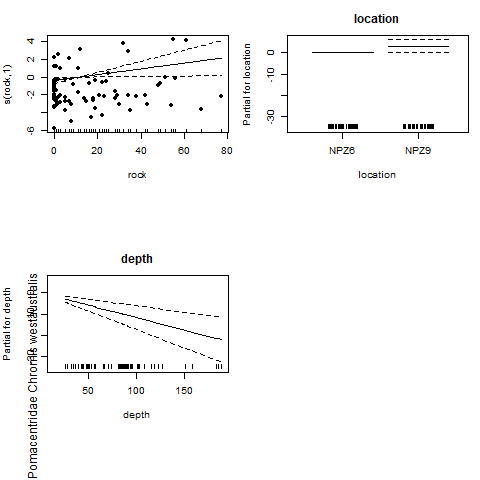 s(rock,1)
4
2
0
-2
-4
-6
0
20
40
60
80
rock
location
Partial for location
0
-10
-30
NPZ6
NPZ9
location
depth
Partial for depth
Pomacentridae Chromis westaustralis
50
100
150
depth